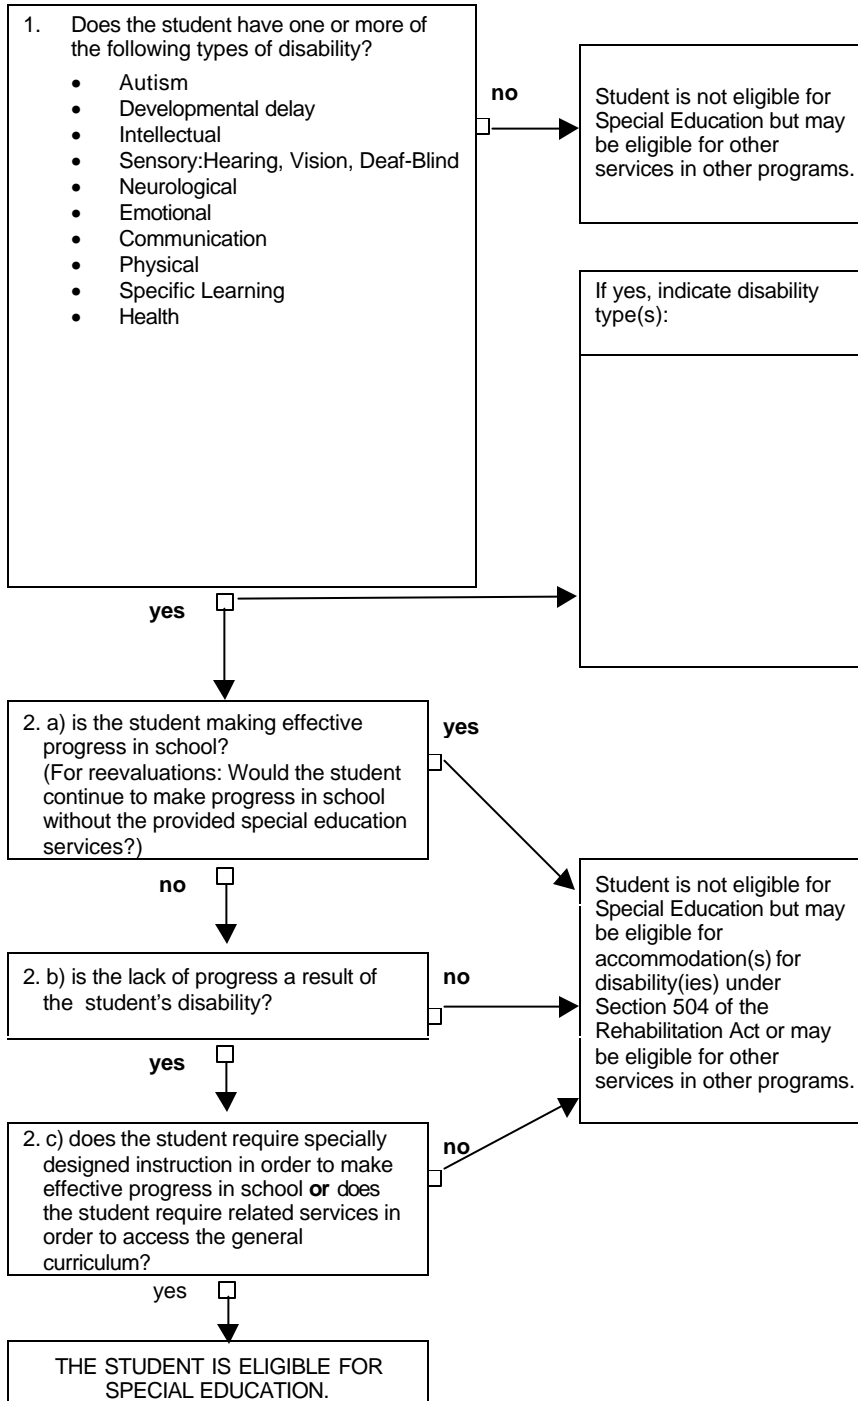 1. Does the student have one or more of
the following types of disability?
• Autism
• Developmental delay
• Intellectual
• Sensory:Hearing, Vision, Deaf-Blind
• Neurological
• Emotional
• Communication
• Physical
• Specific Learning
• Health
no
Student is not eligible for
Special Education but may
be eligible for other
services in other programs.
If yes, indicate disability
type(s):
yes
2. a) is the student making effective
progress in school?
(For reevaluations: Would the student
continue to make progress in school
without the provided special education
services?)
yes
no
Student is not eligible for
Special Education but may
be eligible for
accommodation(s) for
disability(ies) under
Section 504 of the
Rehabilitation Act or may
be eligible for other
services in other programs.
2. b) is the lack of progress a result of
the student's disability?
no
yes
2. c) does the student require specially
designed instruction in order to make
effective progress in school or does
the student require related services in
order to access the general
curriculum?
no
yes
THE STUDENT IS ELIGIBLE FOR
SPECIAL EDUCATION.